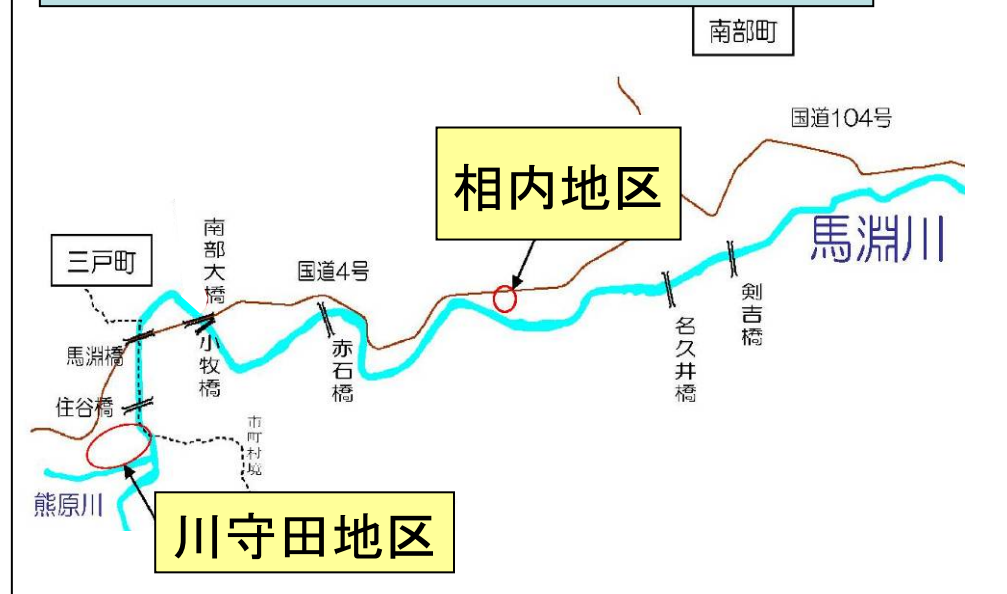 南部町
国道104号
相内地区
馬淵川
南部大橋
三戸町
国道4号
剣吉橋
小牧橋
赤石橋
名久井橋
馬淵橋
住谷橋
市町村境
熊原川
川守田地区